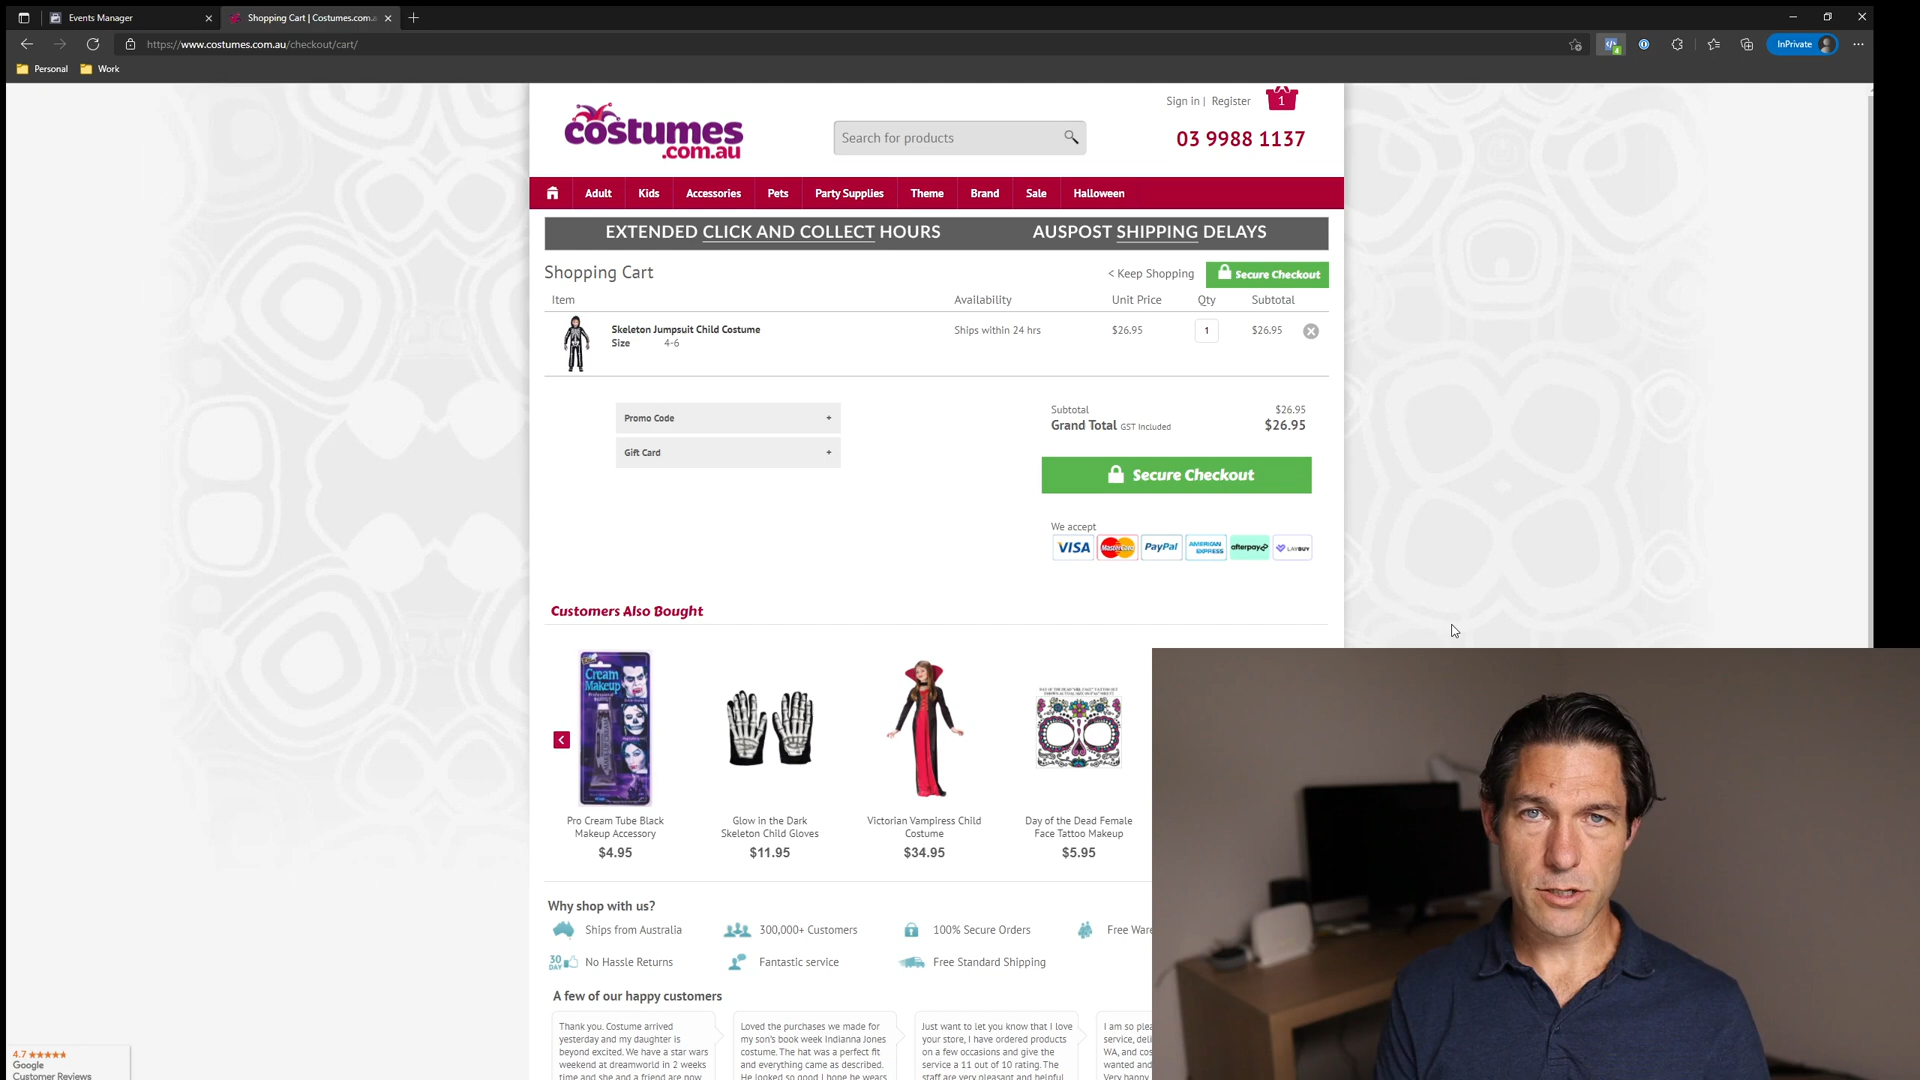 Events Manager
Shopping Cart | Costumes.com.a
https://www.costumes.com.au/checkout/cart/
InPrivate
Personal
Work
costumes
.com.au
Search for products
Sign in | Register
1
03 9988 1137
Adult
Kids
Accessories
Pets
Party Supplies
Theme
Brand
Sale
Halloween
EXTENDED CLICK AND COLLECT HOURS
AUSPOST SHIPPING DELAYS
Shopping Cart
< Keep Shopping
Secure Checkout
Item
Availability
Unit Price
Qty
Subtotal
Skeleton Jumpsuit Child Costume
Size 4-6
Ships within 24 hrs
$26.95
1
$26.95
Promo Code +
Gift Card +
Subtotal $26.95
Grand Total GST Included $26.95
Secure Checkout
We accept
VISA
MasterCard
PayPal
AMERICAN EXPRESS
afterpay
LAYBUY
Customers Also Bought
Cream
Makeup
Pro Cream Tube Black
Makeup Accessory
$4.95
Glow in the Dark
Skeleton Child Gloves
$11.95
Victorian Vampiress Child
Costume
$34.95
Day of the Dead Female
Face Tattoo Makeup
$5.95
Why shop with us?
Ships from Australia
300,000+ Customers
100% Secure Orders
Free Ware
30 DAY
No Hassle Returns
Fantastic service
Free Standard Shipping
A few of our happy customers
Thank you. Costume arrived
yesterday and my daughter is
beyond excited. We have a star wars
weekend at dreamworld in 2 weeks
time and she and a friend are now
Loved the purchases we made for
my son's book week Indianna Jones
costume. The hat was a perfect fit
and everything came as described.
He looked so good I hope he wears
Just want to let you know that I love
your store, I have ordered products
on a few occasions and give the
service a 11 out of 10 rating. The
staff are very pleasant and helpful
I am so plea
service, deli
WA, and cos
wanted and
Very happy
4.7
Google
Customer Reviews